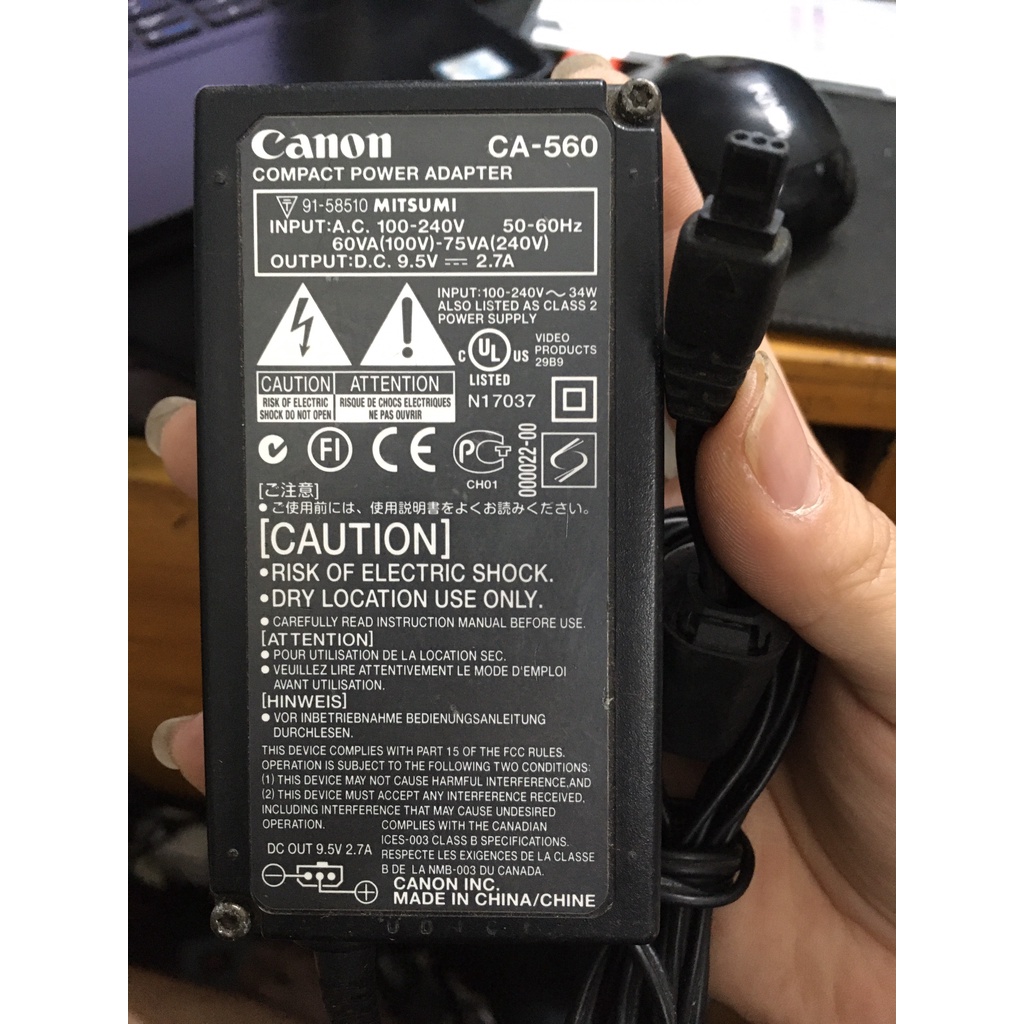 Canon CA-560
COMPACT POWER ADAPTER
91-58510 MITSUMI
INPUT:A.C. 100-240V 50-60Hz
60VA(100V)-75VA(240V)
OUTPUT:D.C. 9.5V 2.7A
INPUT:100-240V～34W
ALSO LISTED AS CLASS 2
POWER SUPPLY
C UL US
LISTED
VIDEO
PRODUCTS
29B9
N17037
CAUTION
RISK OF ELECTRIC
SHOCK DO NOT OPEN
ATTENTION
RISQUE DE CHOCS ELECTRIQUES
NE PAS OUVRIR
FI CE PC CH01
000022-00
[ご注意]
●ご使用前には、使用説明書をよくお読みください。
[CAUTION]
•RISK OF ELECTRIC SHOCK.
•DRY LOCATION USE ONLY.
● CAREFULLY READ INSTRUCTION MANUAL BEFORE USE.
[ATTENTION]
● POUR UTILISATION DE LA LOCATION SEC.
● VEUILLEZ LIRE ATTENTIVEMENT LE MODE D'EMPLOI
AVANT UTILISATION.
[HINWEIS]
● VOR INBETRIEBNAHME BEDIENUNGSANLEITUNG
DURCHLESEN.
THIS DEVICE COMPLIES WITH PART 15 OF THE FCC RULES.
OPERATION IS SUBJECT TO THE FOLLOWING TWO CONDITIONS:
(1) THIS DEVICE MAY NOT CAUSE HARMFUL INTERFERENCE,AND
(2) THIS DEVICE MUST ACCEPT ANY INTERFERENCE RECEIVED,
INCLUDING INTERFERENCE THAT MAY CAUSE UNDESIRED
OPERATION.
COMPLIES WITH THE CANADIAN
ICES-003 CLASS B SPECIFICATIONS.
RESPECTE LES EXIGENCES DE LA CLASSE
B DE LA NMB-003 DU CANADA.
DC OUT 9.5V 2.7A
CANON INC.
MADE IN CHINA/CHINE